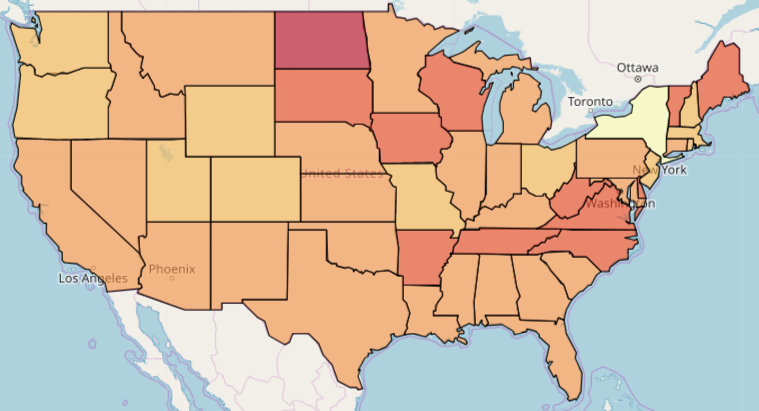 Ottawa
Toronto
United States
New York
Washington
Los Angeles
Phoenix